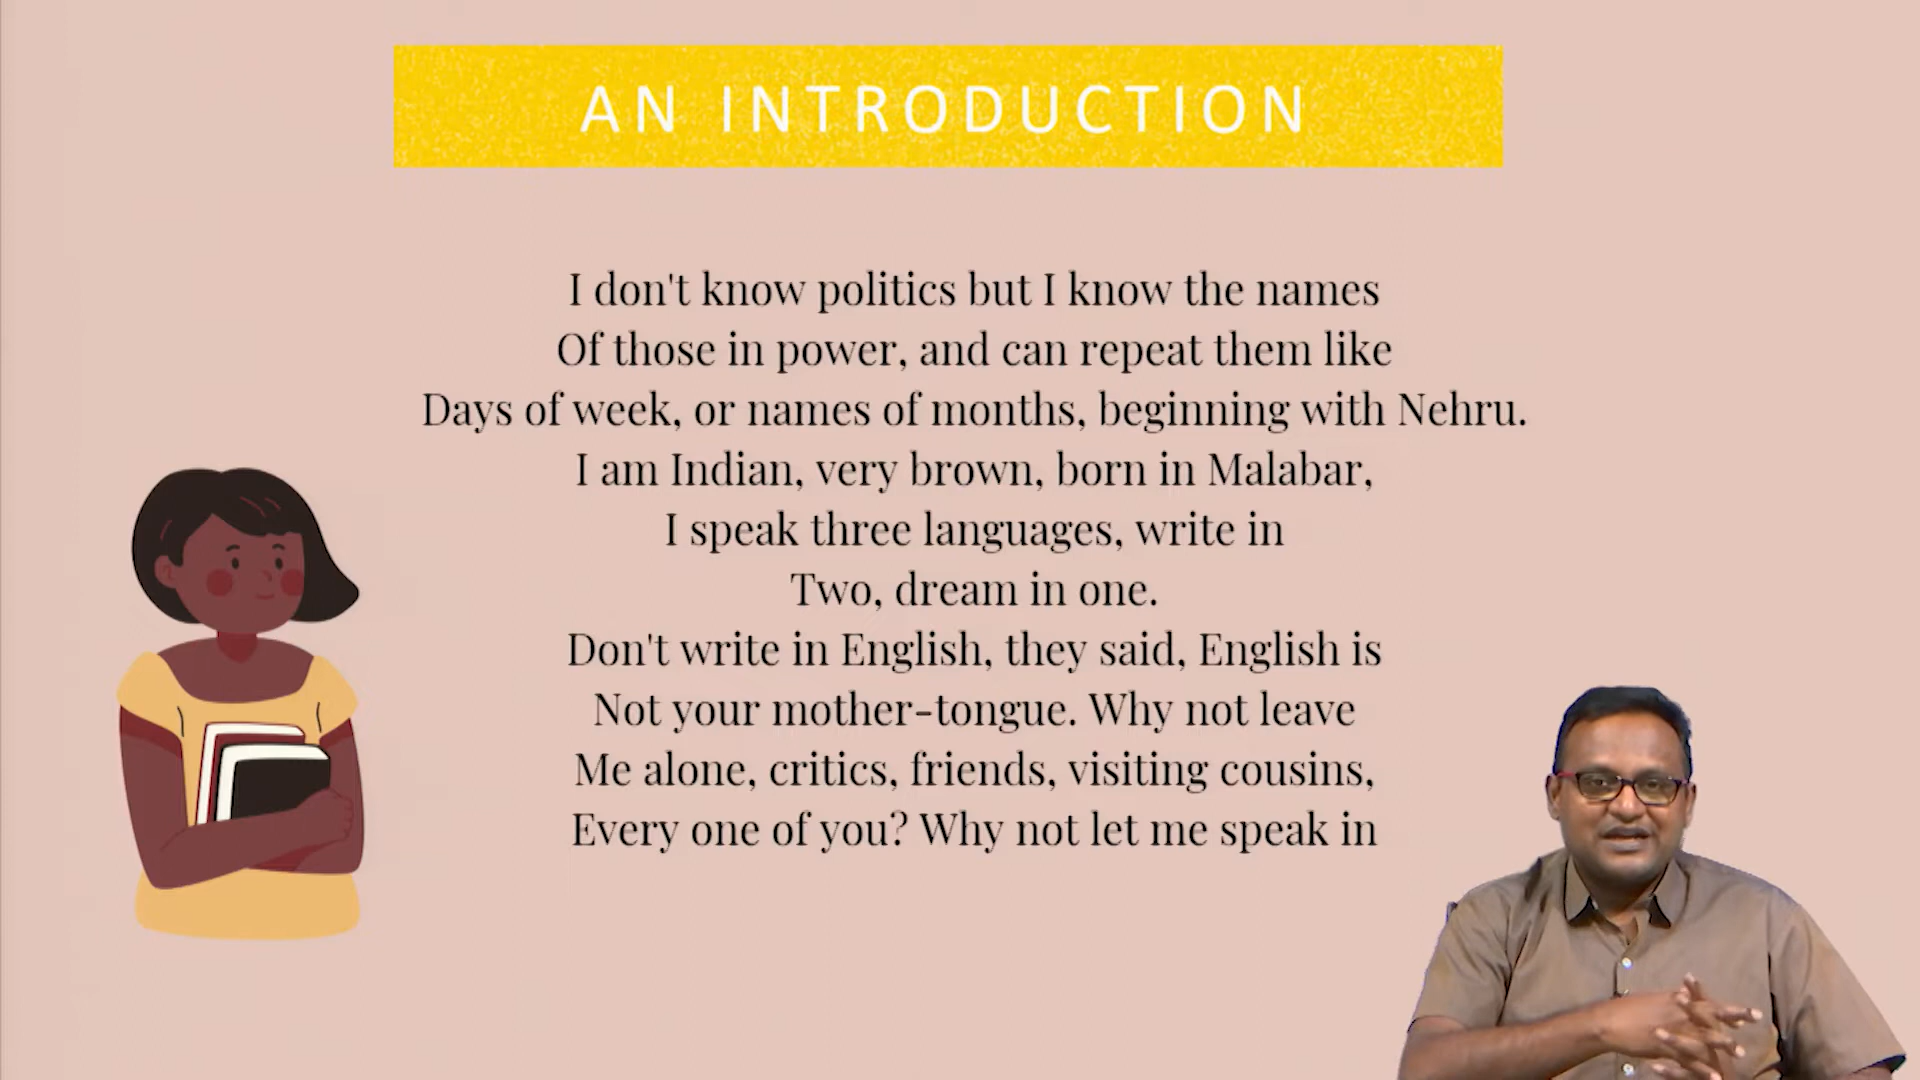 AN INTRODUCTION
I don't know politics but I know the names
Of those in power, and can repeat them like
Days of week, or names of months, beginning with Nehru.
I am Indian, very brown, born in Malabar,
I speak three languages, write in
Two, dream in one.
Don't write in English, they said, English is
Not your mother-tongue. Why not leave
Me alone, critics, friends, visiting cousins,
Every one of you? Why not let me speak in